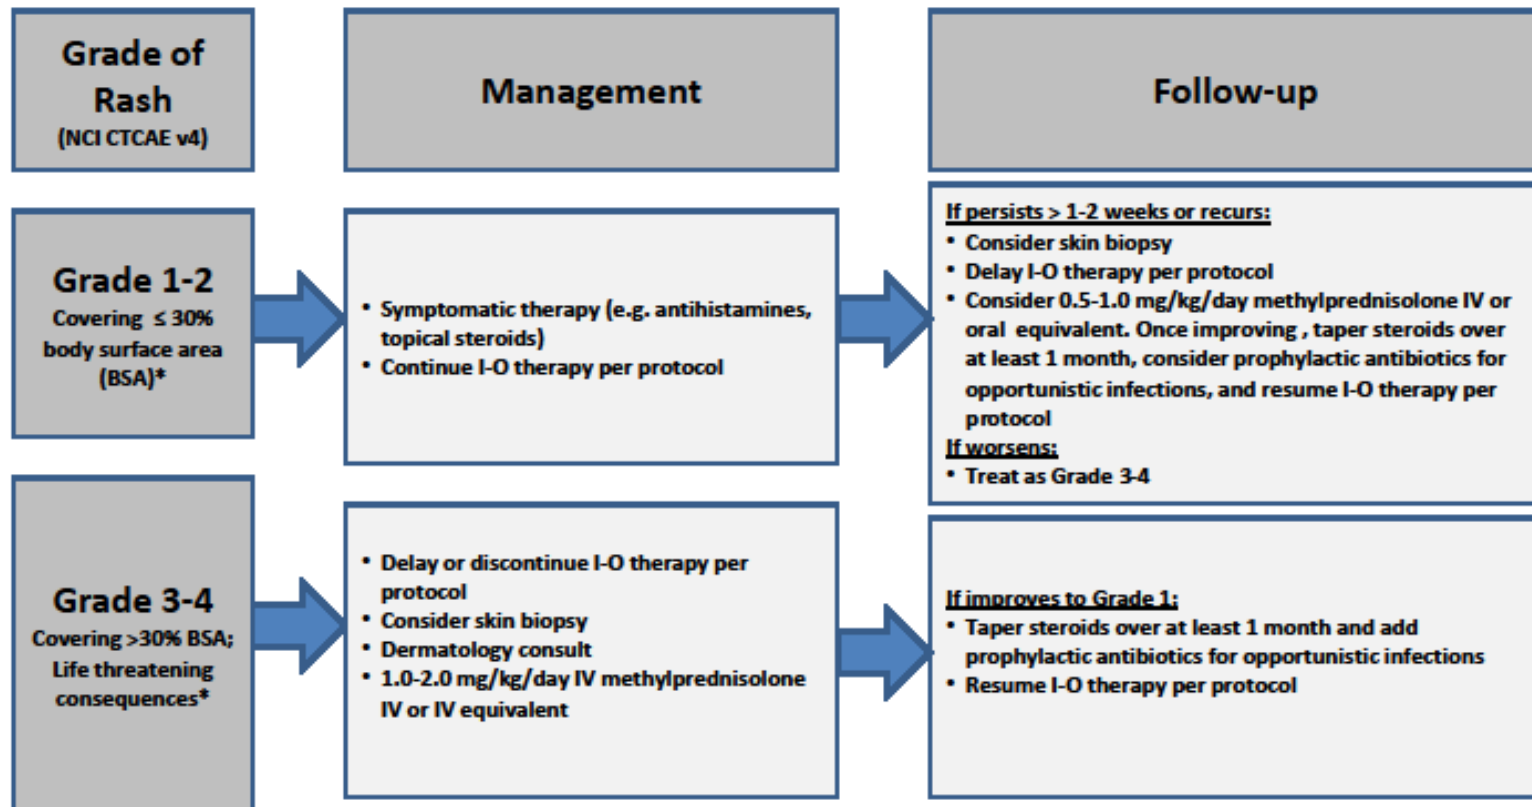 Grade of
Rash
(NCI CTCAE v4)
Management
Follow-up
Grade 1-2
Covering ≤ 30%
body surface area
(BSA)*
• Symptomatic therapy (e.g. antihistamines,
topical steroids)
• Continue I-O therapy per protocol
If persists > 1-2 weeks or recurs:
• Consider skin biopsy
• Delay I-O therapy per protocol
• Consider 0.5-1.0 mg/kg/day methylprednisolone IV or
oral equivalent. Once improving , taper steroids over
at least 1 month, consider prophylactic antibiotics for
opportunistic infections, and resume I-O therapy per
protocol
If worsens:
• Treat as Grade 3-4
Grade 3-4
Covering >30% BSA;
Life threatening
consequences*
• Delay or discontinue I-O therapy per
protocol
• Consider skin biopsy
• Dermatology consult
• 1.0-2.0 mg/kg/day IV methylprednisolone
IV or IV equivalent
If improves to Grade 1:
• Taper steroids over at least 1 month and add
prophylactic antibiotics for opportunistic infections
• Resume I-O therapy per protocol